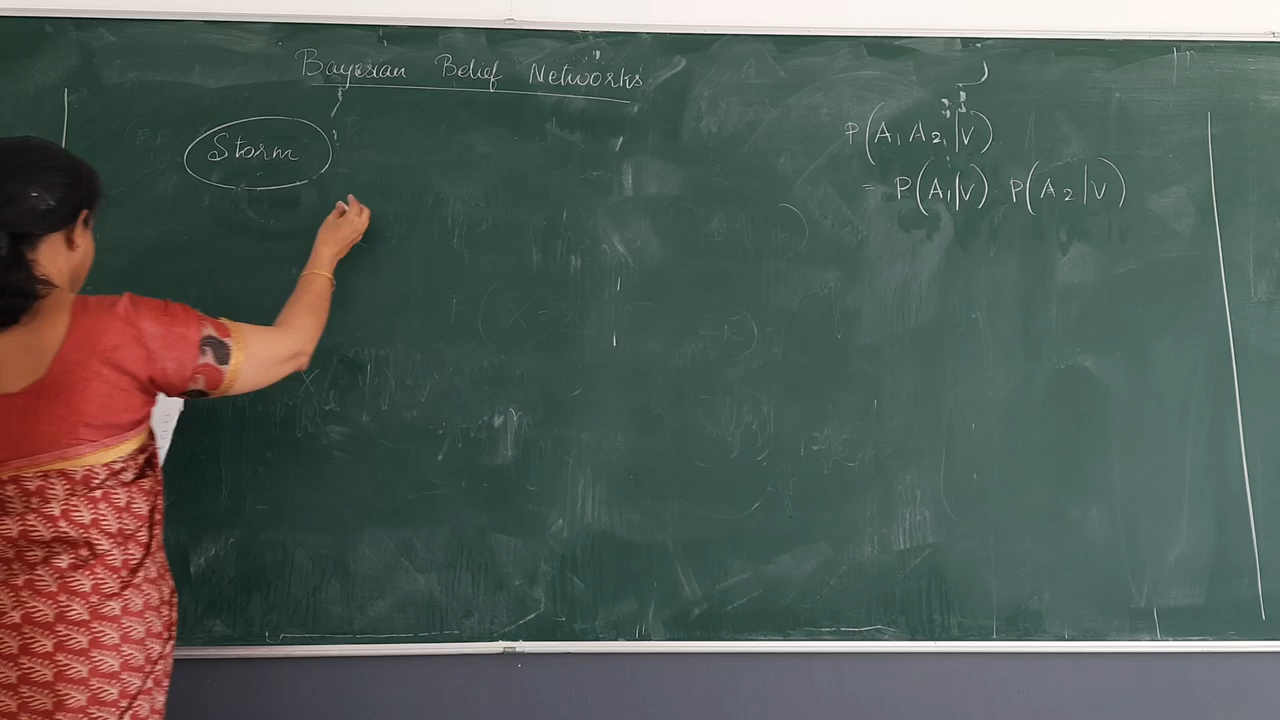 Bayesian Belief Networks
Storm
P(A₁ A₂, |V)
= P(A₁|V) P(A₂|V)